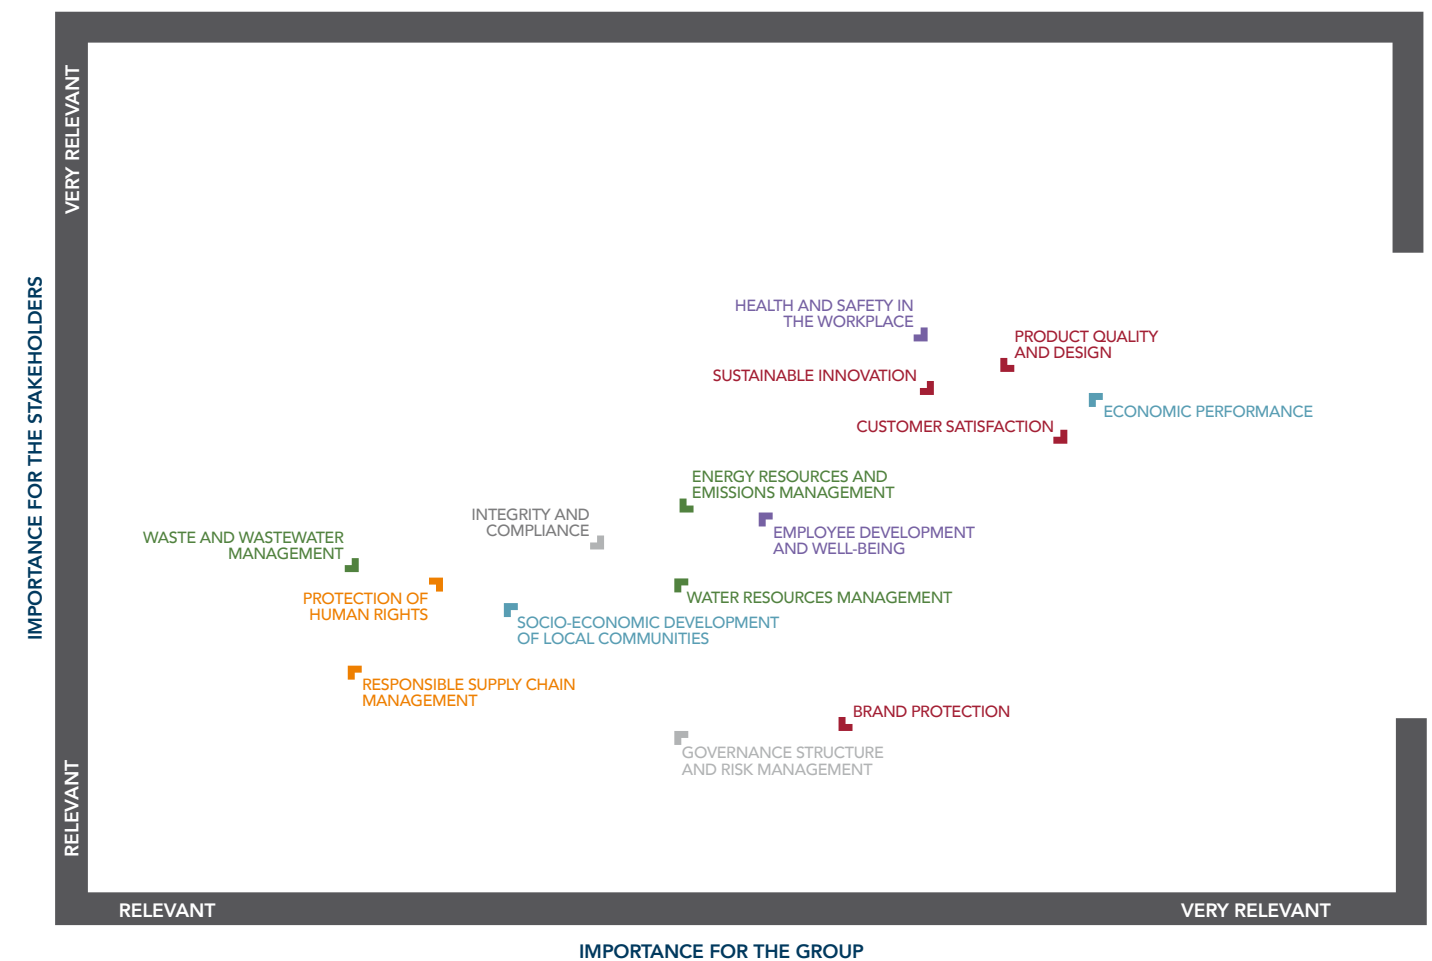 VERY RELEVANT
IMPORTANCE FOR THE STAKEHOLDERS
RELEVANT
HEALTH AND SAFETY IN
THE WORKPLACE
PRODUCT QUALITY
AND DESIGN
SUSTAINABLE INNOVATION
ECONOMIC PERFORMANCE
CUSTOMER SATISFACTION
ENERGY RESOURCES AND
EMISSIONS MANAGEMENT
INTEGRITY AND
COMPLIANCE
EMPLOYEE DEVELOPMENT
AND WELL-BEING
WASTE AND WASTEWATER
MANAGEMENT
PROTECTION OF
HUMAN RIGHTS
WATER RESOURCES MANAGEMENT
SOCIO-ECONOMIC DEVELOPMENT
OF LOCAL COMMUNITIES
RESPONSIBLE SUPPLY CHAIN
MANAGEMENT
BRAND PROTECTION
GOVERNANCE STRUCTURE
AND RISK MANAGEMENT
RELEVANT
VERY RELEVANT
IMPORTANCE FOR THE GROUP